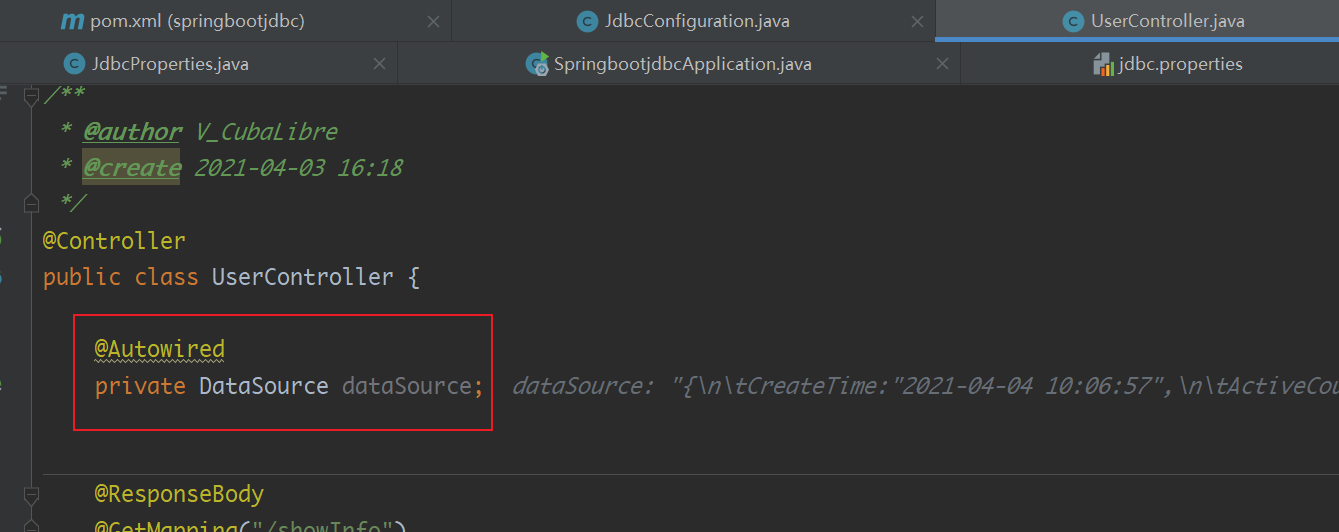 pom.xml (springbootjdbc)
JdbcConfiguration.java
UserController.java
JdbcProperties.java
SpringbootjdbcApplication.java
jdbc.properties
/**
* @author V_CubaLibre
* @create 2021-04-03 16:18
*/
@Controller
public class UserController {
@Autowired
private DataSource dataSource; dataSource: "{\n\tCreateTime:"2021-04-04 10:06:57",\n\tActiveCou
@ResponseBody
@GetMapping("/showInfo")